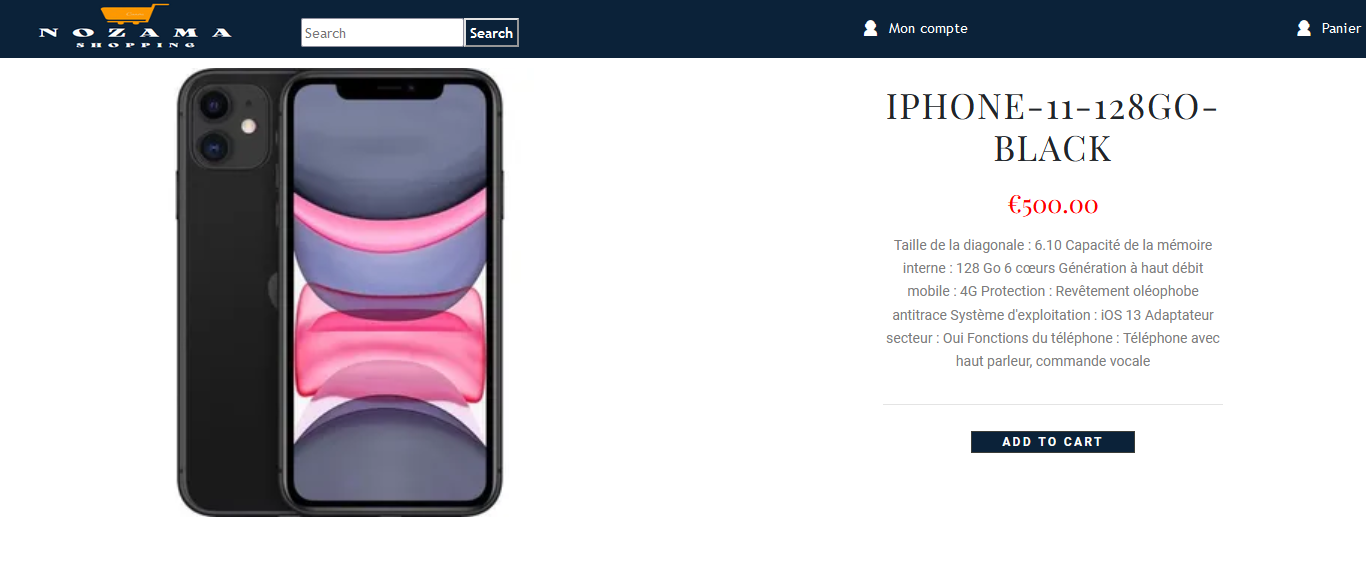 NOZAMA
SHOPPING
Search
Search
Mon compte
Panier
IPHONE-11-128GO-
BLACK
€500.00
Taille de la diagonale : 6.10 Capacité de la mémoire
interne : 128 Go 6 cœurs Génération à haut débit
mobile : 4G Protection : Revêtement oléophobe
antitrace Système d'exploitation : iOS 13 Adaptateur
secteur : Oui Fonctions du téléphone : Téléphone avec
haut parleur, commande vocale
ADD TO CART